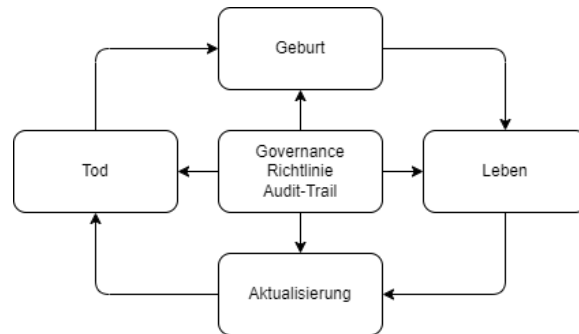 Geburt
Tod
Governance
Richtlinie
Audit-Trail
Leben
Aktualisierung